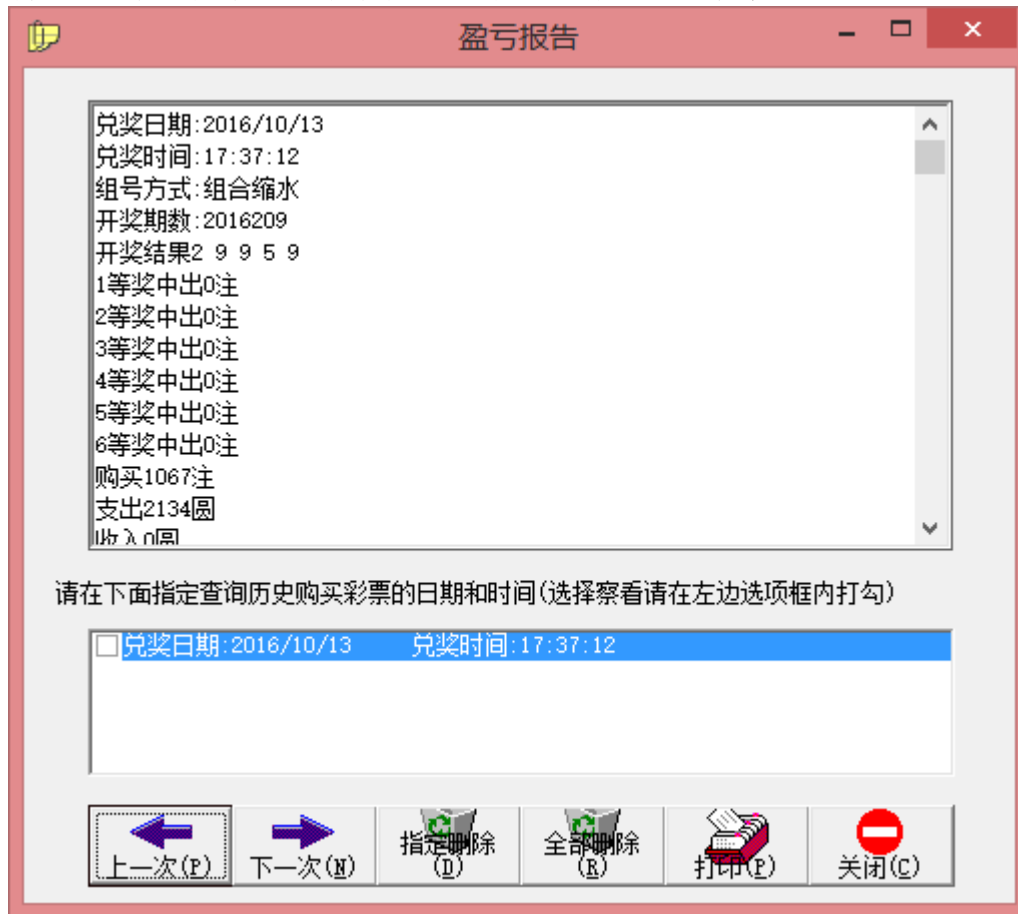 盈亏报告
兑奖日期:2016/10/13
兑奖时间:17:37:12
组号方式:组合缩水
开奖期数:2016209
开奖结果2 9 9 5 9
1等奖中出0注
2等奖中出0注
3等奖中出0注
4等奖中出0注
5等奖中出0注
6等奖中出0注
购买1067注
支出2134圆
收入0圆
请在下面指定查询历史购买彩票的日期和时间(选择察看请在左边选项框内打勾)
兑奖日期:2016/10/13 兑奖时间:17:37:12
上一次(P) 下一次(N) 指定删除(D) 全部删除(R) 打印(P) 关闭(C)